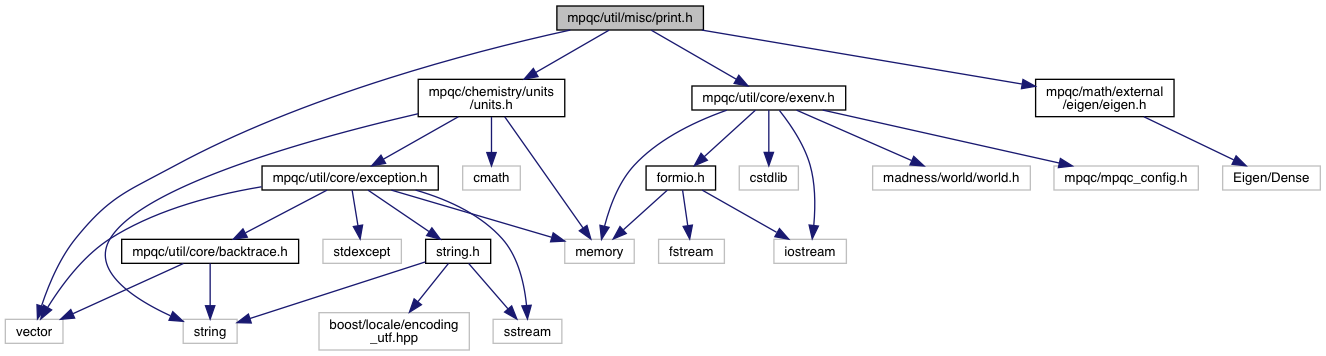 mpqc/util/misc/print.h
mpqc/chemistry/units
/units.h
mpqc/util/core/exenv.h
mpqc/math/external
/eigen/eigen.h
mpqc/util/core/exception.h
cmath
formio.h
cstdlib
madness/world/world.h
mpqc/mpqc_config.h
Eigen/Dense
mpqc/util/core/backtrace.h
stdexcept
string.h
memory
fstream
iostream
vector
string
boost/locale/encoding
_utf.hpp
sstream